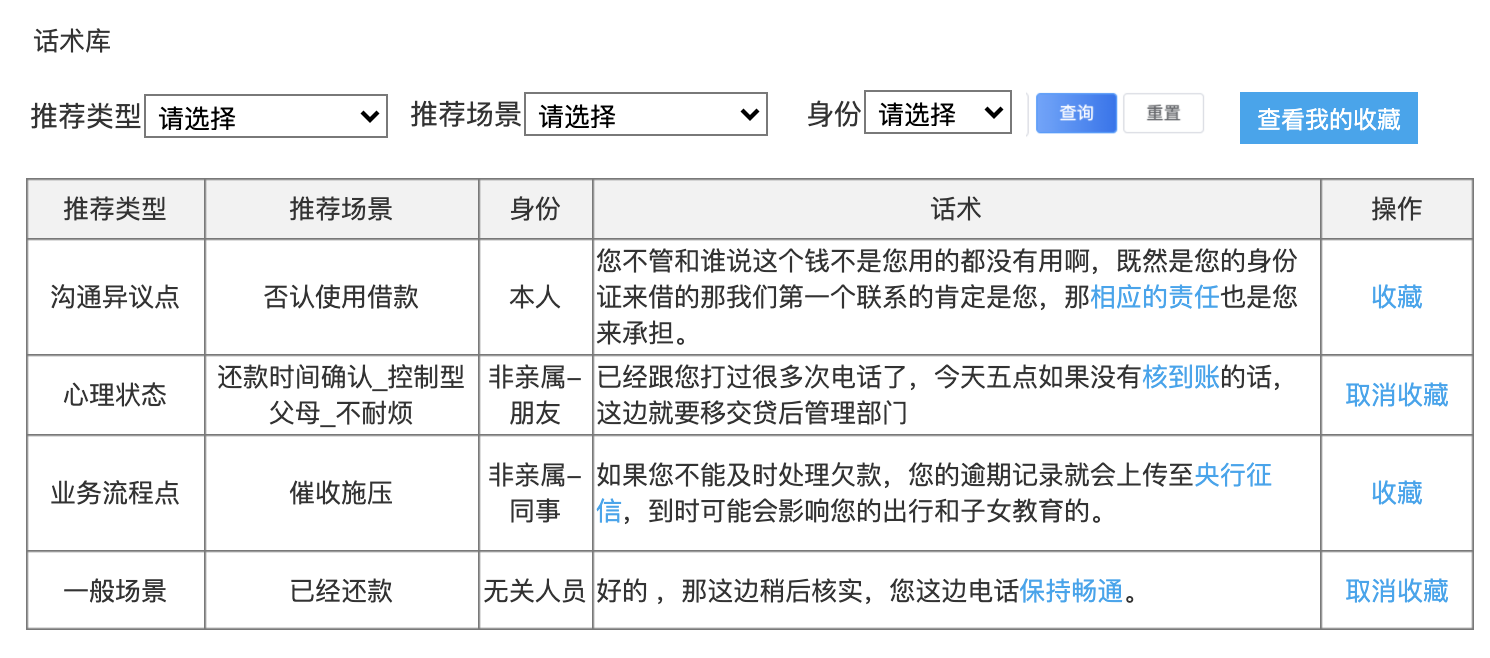 话术库
推荐类型 请选择 推荐场景 请选择 身份 请选择 查询 重置 查看我的收藏
推荐类型 推荐场景 身份 话术 操作
沟通异议点 否认使用借款 本人 您不管和谁说这个钱不是您用的都没有用啊，既然是您的身份
证来借的那我们第一个联系的肯定是您，那相应的责任也是您
来承担。
收藏
心理状态 还款时间确认_控制型
父母_不耐烦
非亲属–
朋友
已经跟您打过很多次电话了，今天五点如果没有核到账的话，
这边就要移交贷后管理部门
取消收藏
业务流程点 催收施压 非亲属–
同事
如果您不能及时处理欠款，您的逾期记录就会上传至央行征
信，到时可能会影响您的出行和子女教育的。
收藏
一般场景 已经还款 无关人员 好的 ，那这边稍后核实，您这边电话保持畅通。 取消收藏